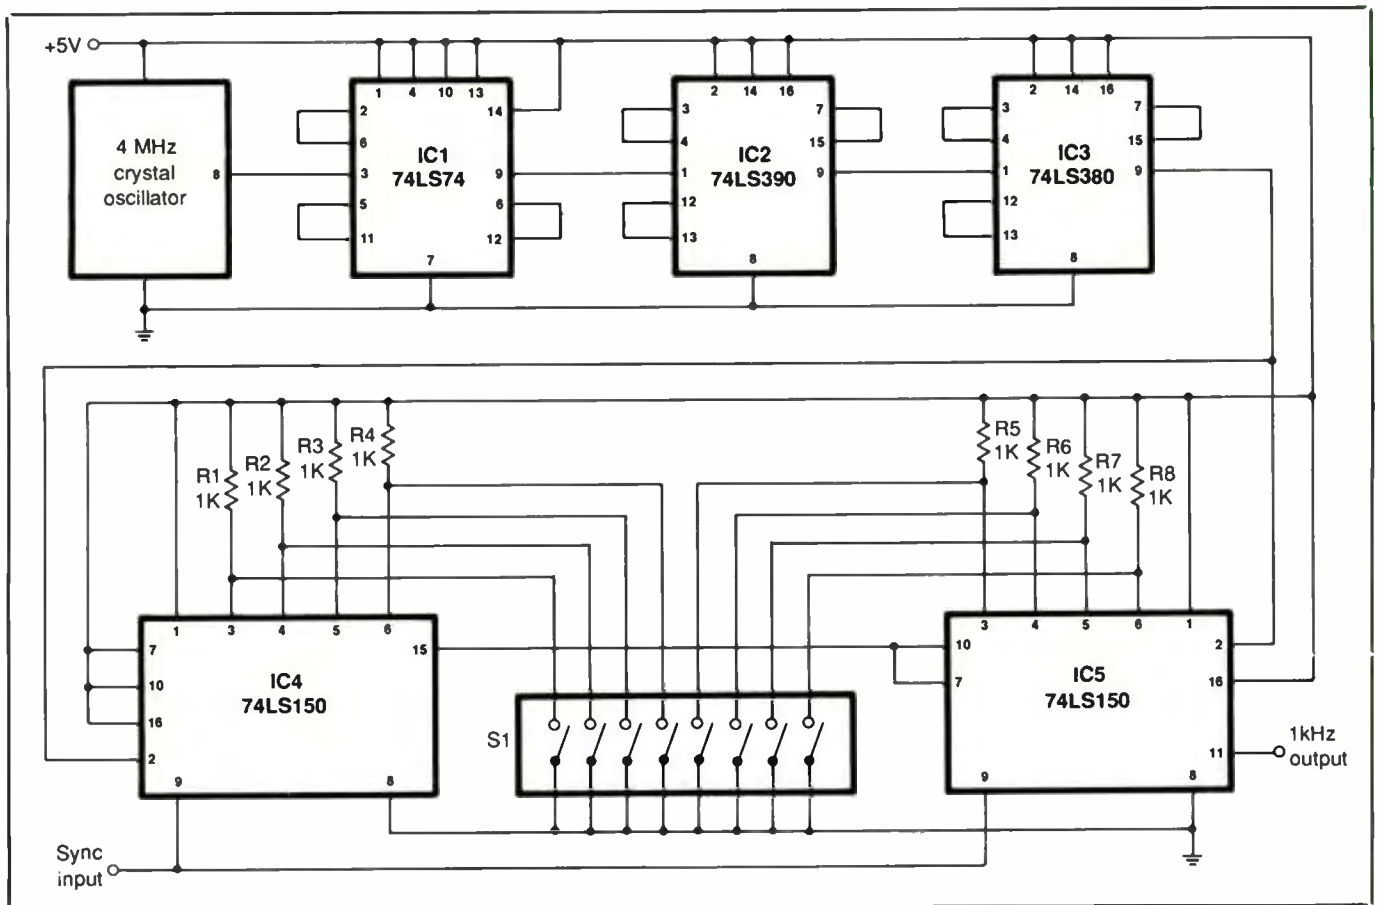 +5V
1 4 10 13
2 14 16
2 14 16
4 MHz
crystal
oscillator
8
2
6
3
5
11
IC1
74LS74
14
9
6
12
7
3
4
1
12
13
IC2
74LS390
7
15
9
8
3
4
1
12
13
IC3
74LS380
7
15
9
8
R1
1K
R2
1K
R3
1K
R4
1K
R5
1K
R6
1K
R7
1K
R8
1K
1 3 4 5 6
7
10
16
2
IC4
74LS150
15
9
8
S1
3 4 5 6 1
10
7
IC5
74LS150
2
16
11
9
8
1kHz
output
Sync
input